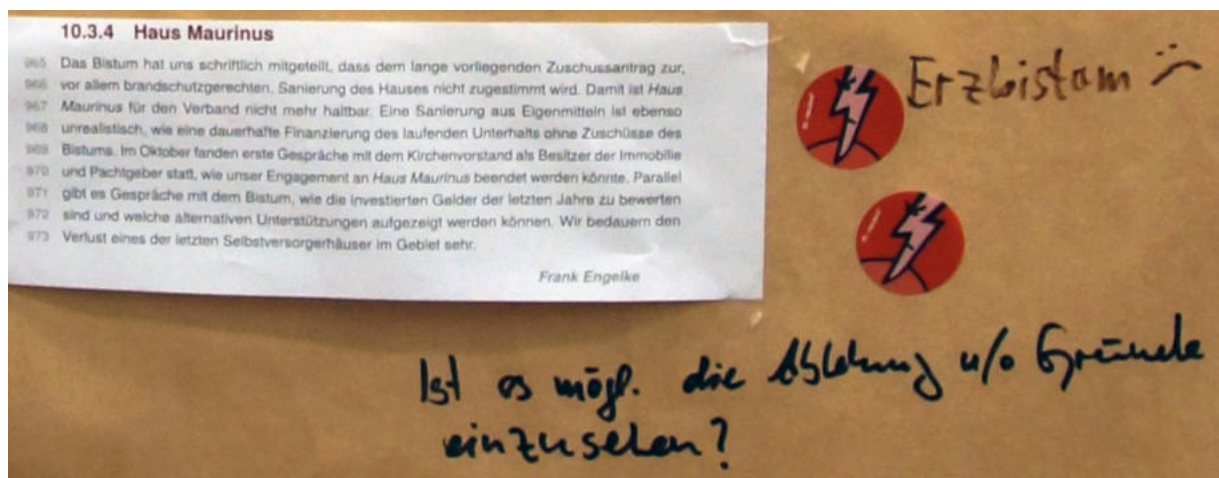 10.3.4 Haus Maurinus
965 Das Bistum hat uns schriftlich mitgeteilt, dass dem lange vorliegenden Zuschussantrag zur,
966 vor allem brandschutzgerechten, Sanierung des Hauses nicht zugestimmt wird. Damit ist Haus
967 Maurinus für den Verband nicht mehr haltbar. Eine Sanierung aus Eigenmitteln ist ebenso
968 unrealistisch, wie eine dauerhafte Finanzierung des laufenden Unterhalts ohne Zuschüsse des
969 Bistums. Im Oktober fanden erste Gespräche mit dem Kirchenvorstand als Besitzer der Immobilie
970 und Pachtgeber statt, wie unser Engagement an Haus Maurinus beendet werden könnte. Parallel
971 gibt es Gespräche mit dem Bistum, wie die investierten Gelder der letzten Jahre zu bewerten
972 sind und welche alternativen Unterstützungen aufgezeigt werden können. Wir bedauern den
973 Verlust eines der letzten Selbstversorgerhäuser im Gebiet sehr.
Frank Engelke
Erzbistum :(
Ist es mögl. die Ablehnung u/o Gründe
einzusehen?